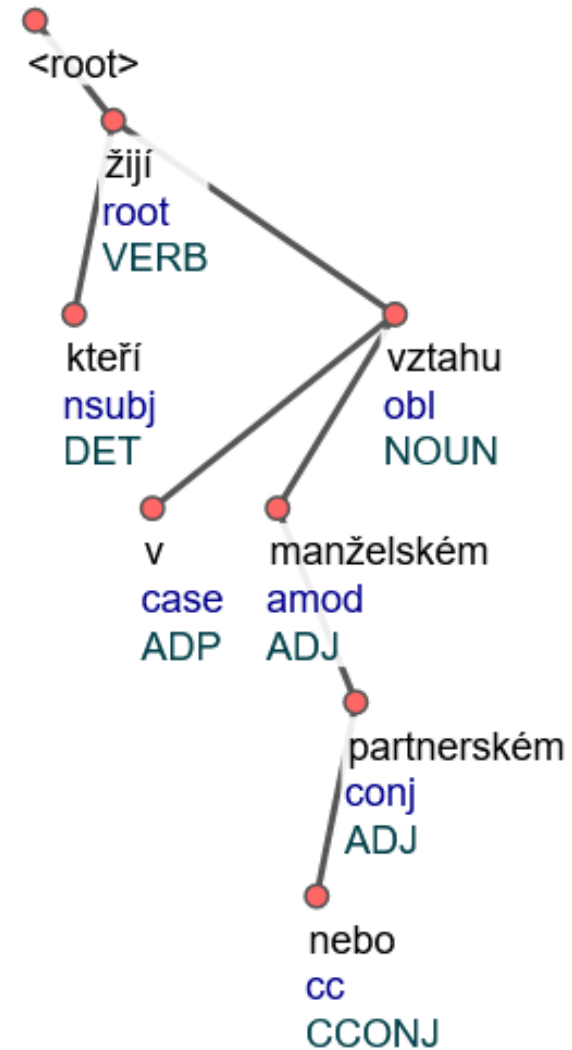 <root>
žijí
root
VERB
kteří
nsubj
DET
vztahu
obl
NOUN
v
case
ADP
manželském
amod
ADJ
partnerském
conj
ADJ
nebo
cc
CCONJ